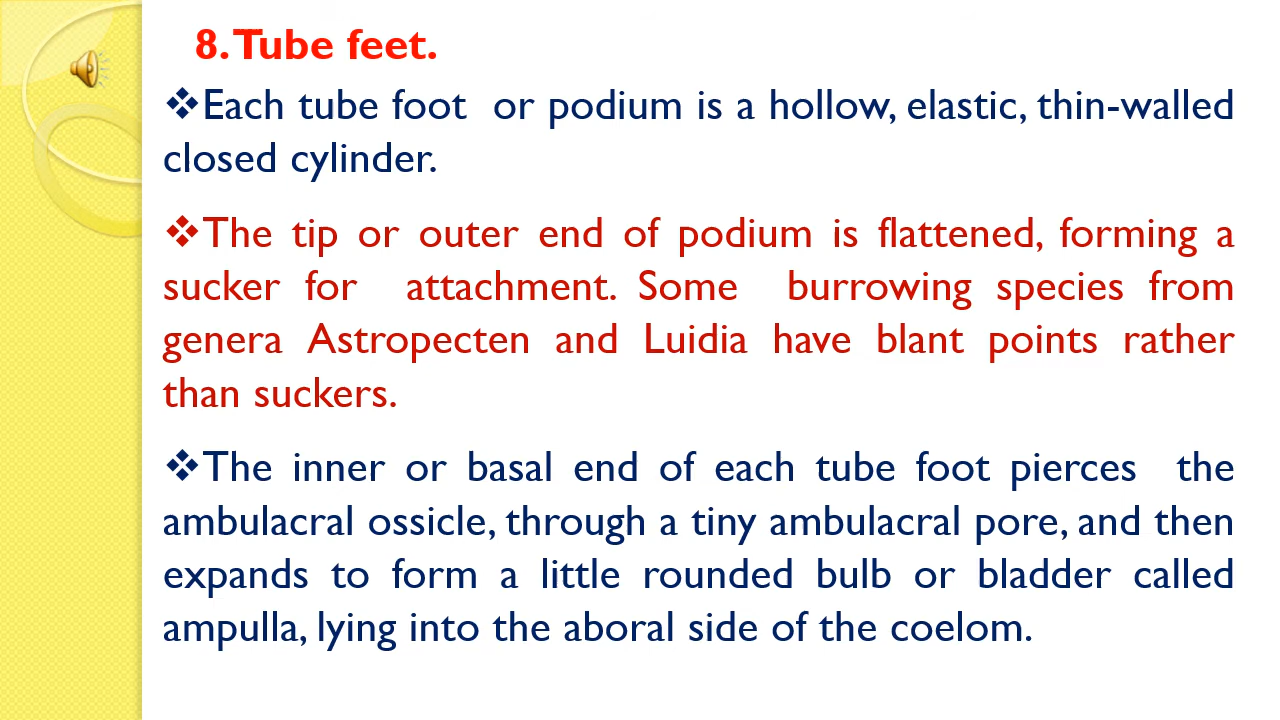 8. Tube feet.
❖Each tube foot or podium is a hollow, elastic, thin-walled
closed cylinder.
❖The tip or outer end of podium is flattened, forming a
sucker for attachment. Some burrowing species from
genera Astropecten and Luidia have blant points rather
than suckers.
❖The inner or basal end of each tube foot pierces the
ambulacral ossicle, through a tiny ambulacral pore, and then
expands to form a little rounded bulb or bladder called
ampulla, lying into the aboral side of the coelom.